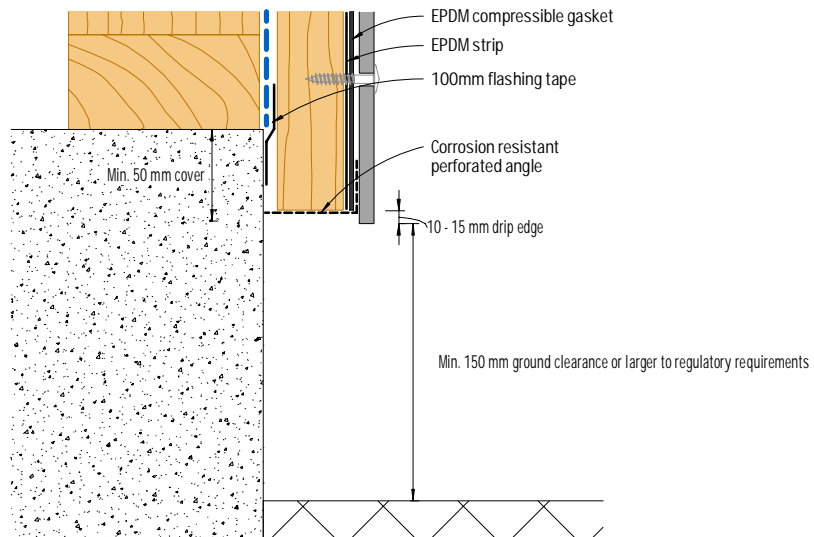 EPDM compressible gasket
EPDM strip
100mm flashing tape
Corrosion resistant
perforated angle
Min. 50 mm cover
10 - 15 mm drip edge
Min. 150 mm ground clearance or larger to regulatory requirements